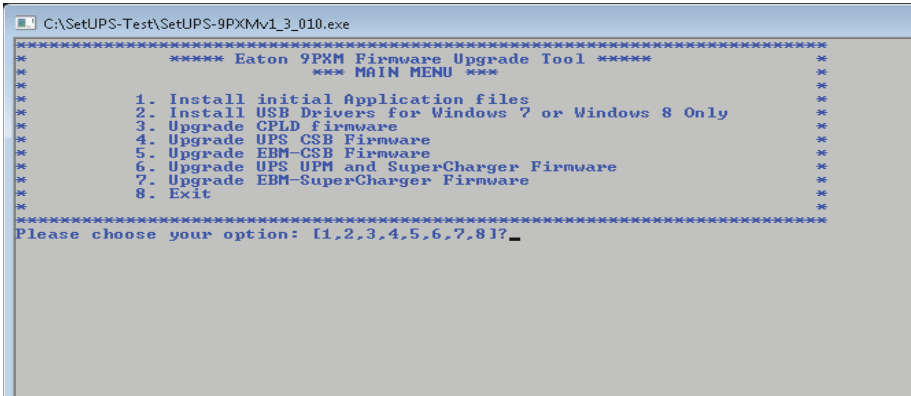 C:\SetUPS-Test\SetUPS-9PXMv1_3_010.exe
*************************************************************************
* ***** Eaton 9PXM Firmware Upgrade Tool ***** *
* *** MAIN MENU *** *
* *
* 1. Install initial Application files *
* 2. Install USB Drivers for Windows 7 or Windows 8 Only *
* 3. Upgrade CPLD firmware *
* 4. Upgrade UPS CSB Firmware *
* 5. Upgrade EBM-CSB Firmware *
* 6. Upgrade UPS UPM and SuperCharger Firmware *
* 7. Upgrade EBM-SuperCharger Firmware *
* 8. Exit *
* *
*************************************************************************
Please choose your option: [1,2,3,4,5,6,7,8]?_